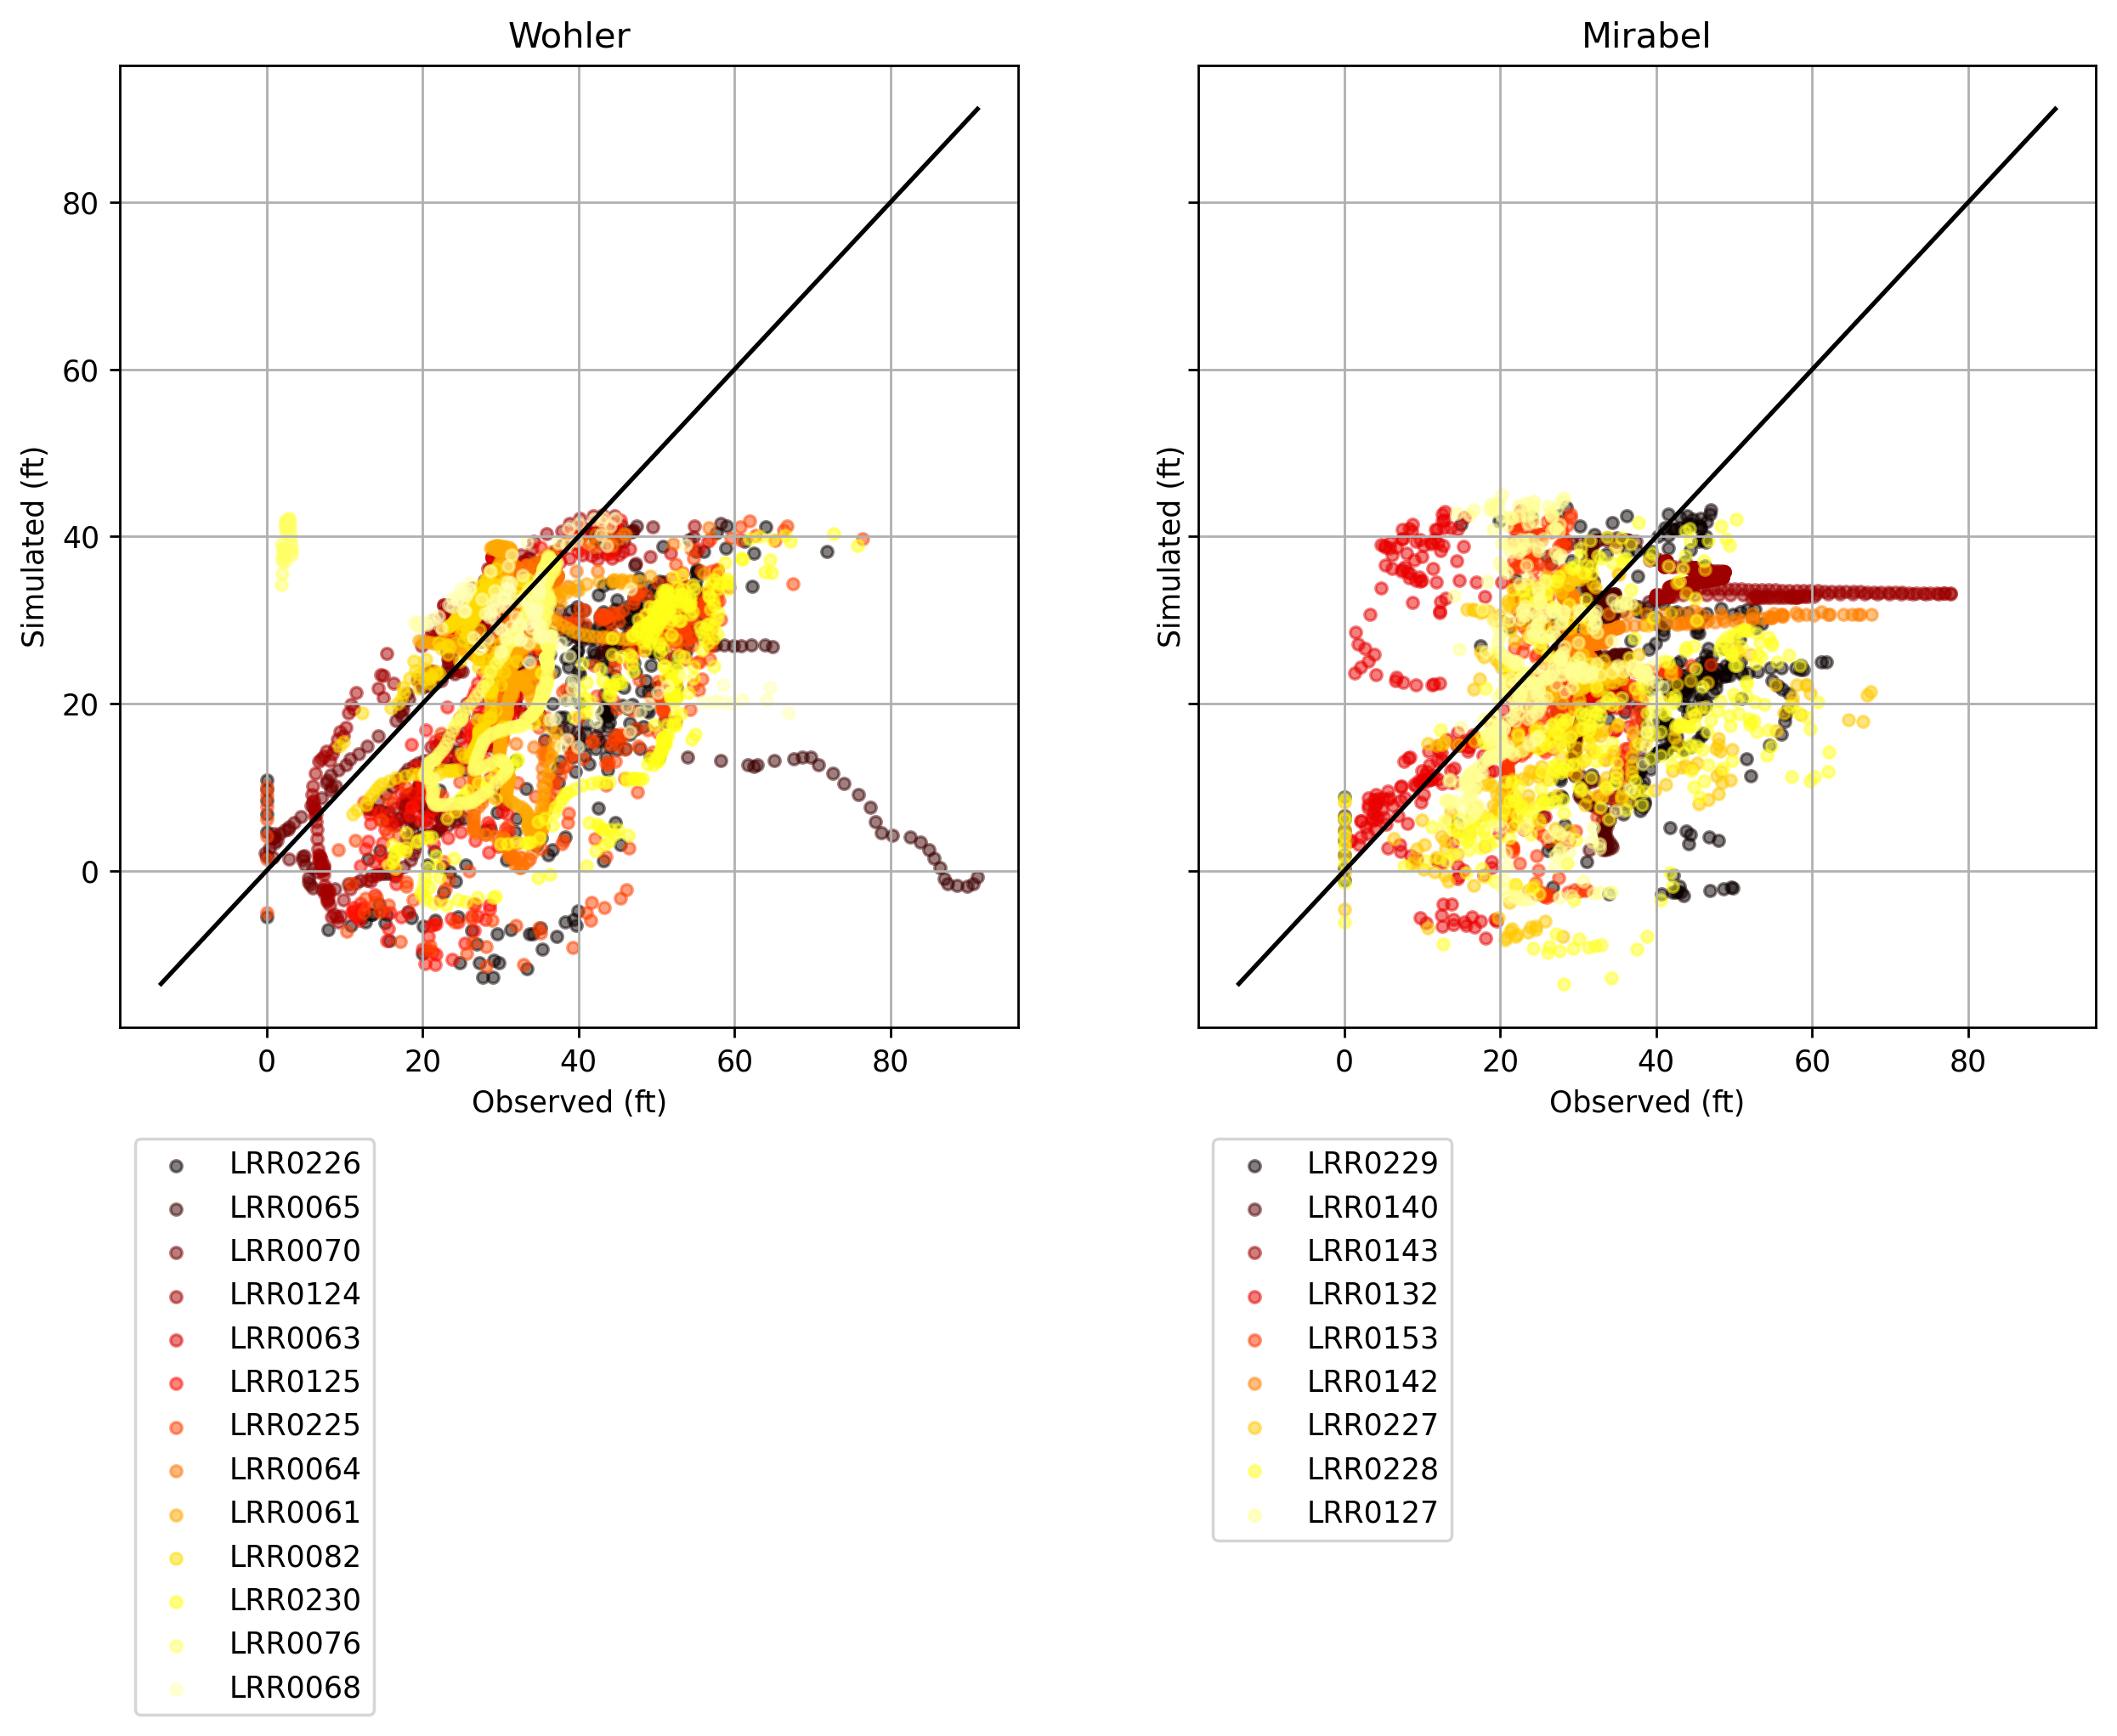 Wohler
80
60
40
20
0
Simulated (ft)
0 20 40 60 80
Observed (ft)
LRR0226
LRR0065
LRR0070
LRR0124
LRR0063
LRR0125
LRR0225
LRR0064
LRR0061
LRR0082
LRR0230
LRR0076
LRR0068
Mirabel
Simulated (ft)
0 20 40 60 80
Observed (ft)
LRR0229
LRR0140
LRR0143
LRR0132
LRR0153
LRR0142
LRR0227
LRR0228
LRR0127